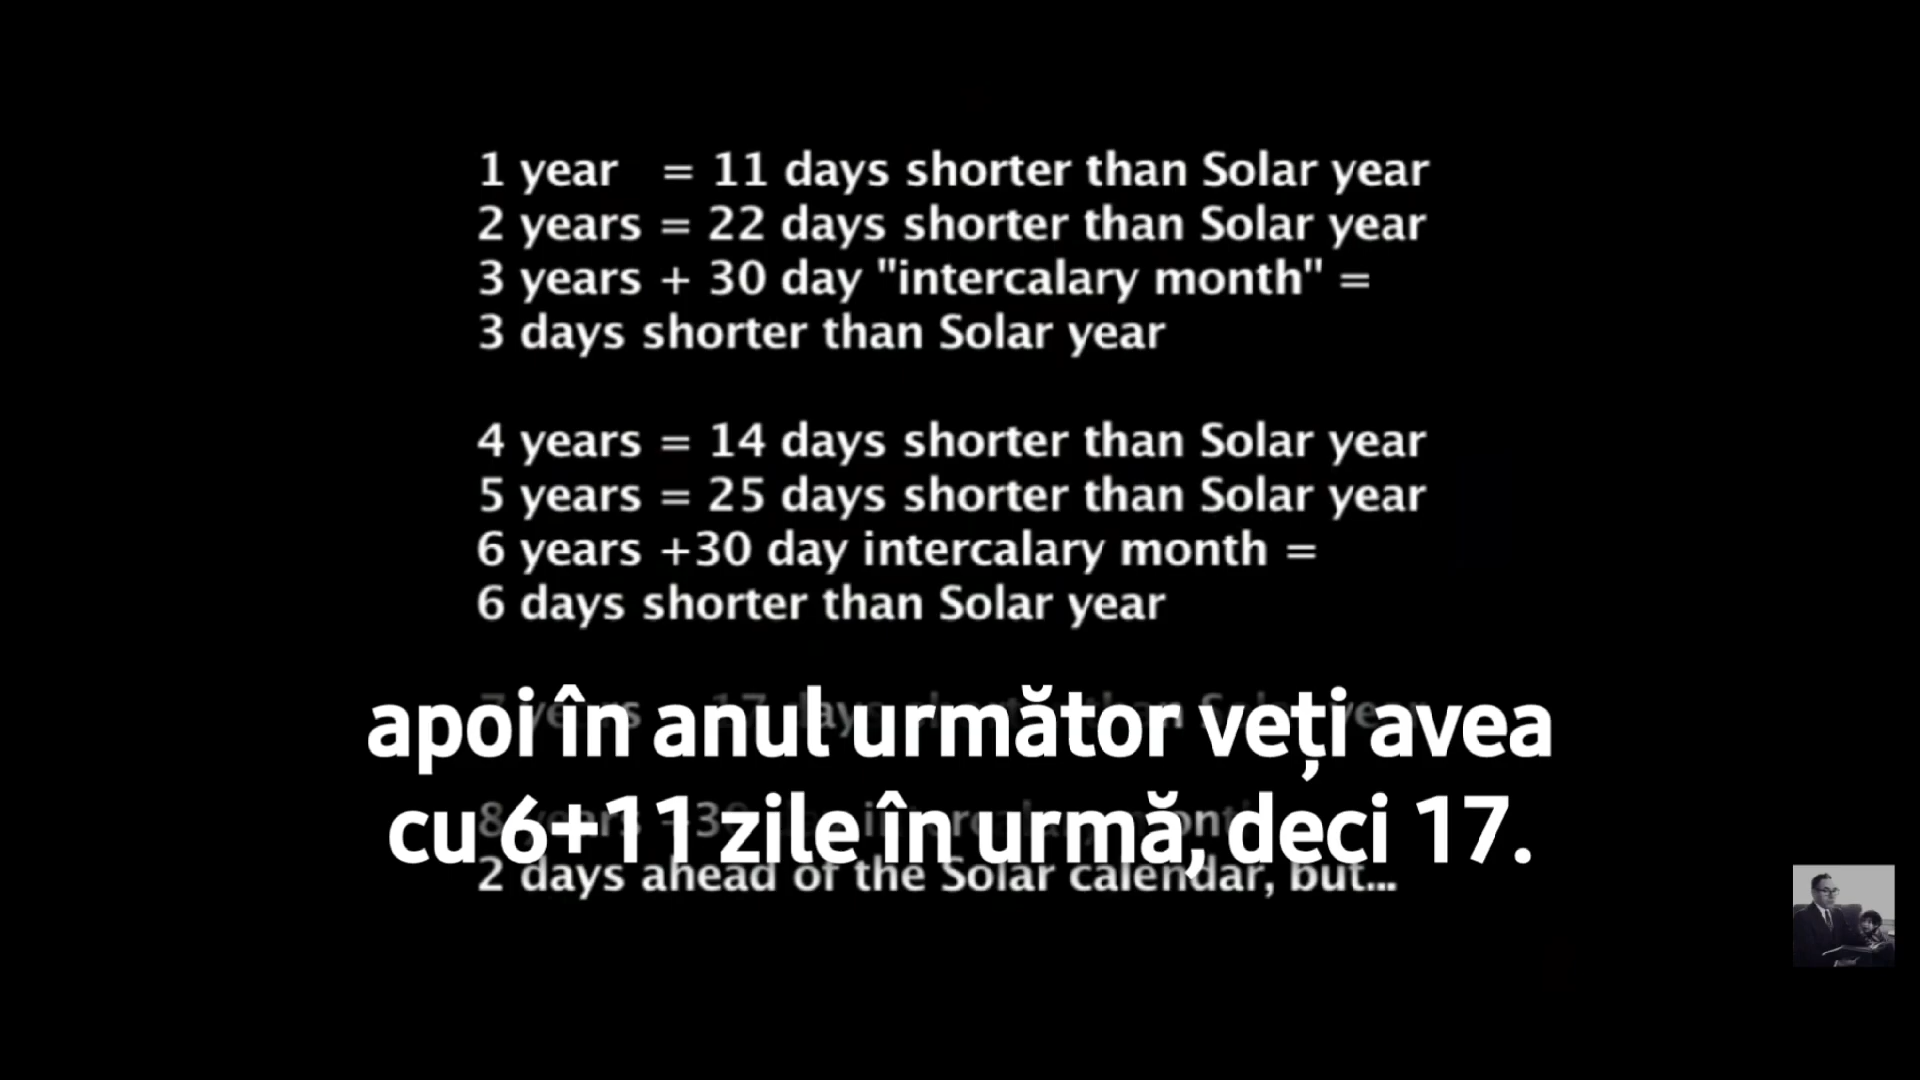 1 year = 11 days shorter than Solar year
2 years = 22 days shorter than Solar year
3 years + 30 day "intercalary month" =
3 days shorter than Solar year
4 years = 14 days shorter than Solar year
5 years = 25 days shorter than Solar year
6 years +30 day intercalary month =
6 days shorter than Solar year
apoi în anul următor veți avea
cu 6+11 zile în urmă, deci 17.
2 days ahead of the Solar calendar, but...